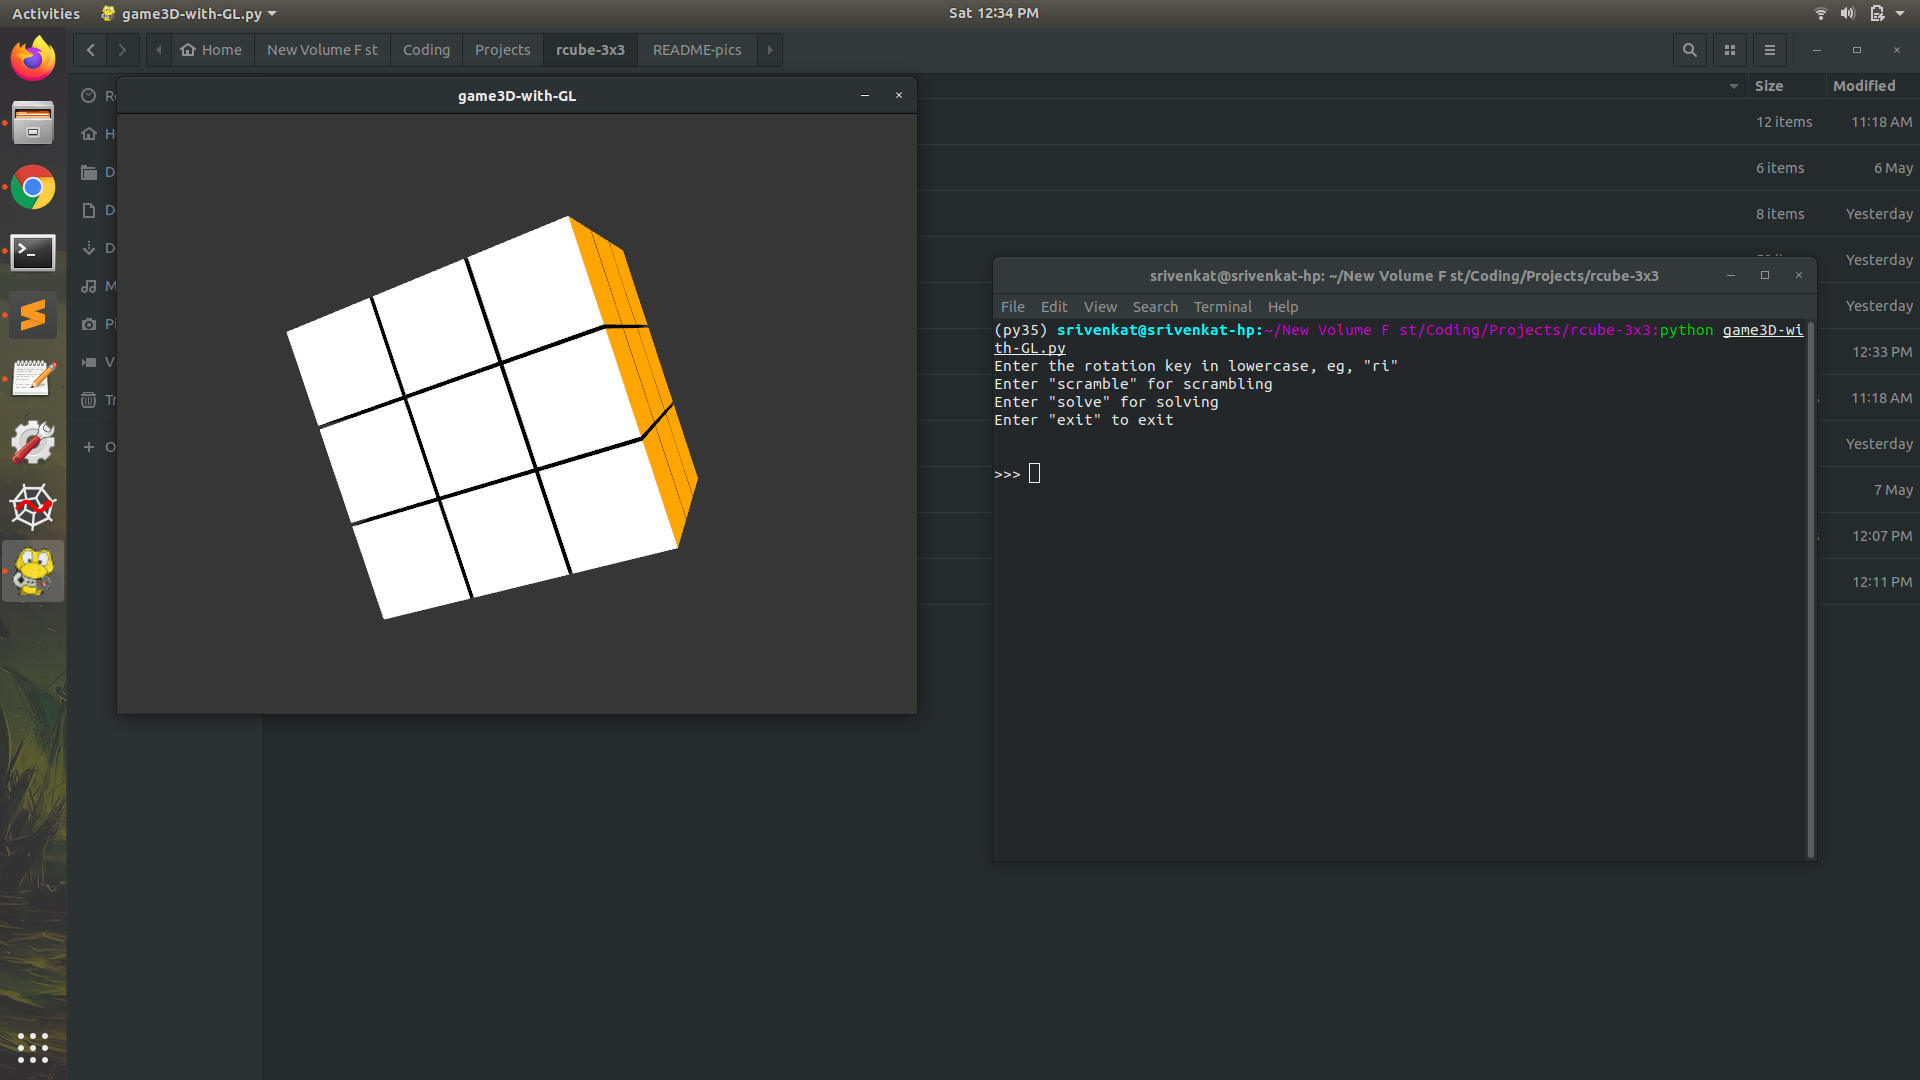 Activities
game3D-with-GL.py
Sat 12:34 PM
Home
New Volume F st
Coding
Projects
rcube-3x3
README-pics
Size
Modified
12 items
11:18 AM
6 items
6 May
8 items
Yesterday
Yesterday
Yesterday
12:33 PM
11:18 AM
Yesterday
7 May
12:07 PM
12:11 PM
game3D-with-GL
srivenkat@srivenkat-hp: ~/New Volume F st/Coding/Projects/rcube-3x3
File Edit View Search Terminal Help
(py35) srivenkat@srivenkat-hp:~/New Volume F st/Coding/Projects/rcube-3x3:python game3D-wi
th-GL.py
Enter the rotation key in lowercase, eg, "ri"
Enter "scramble" for scrambling
Enter "solve" for solving
Enter "exit" to exit
>>>